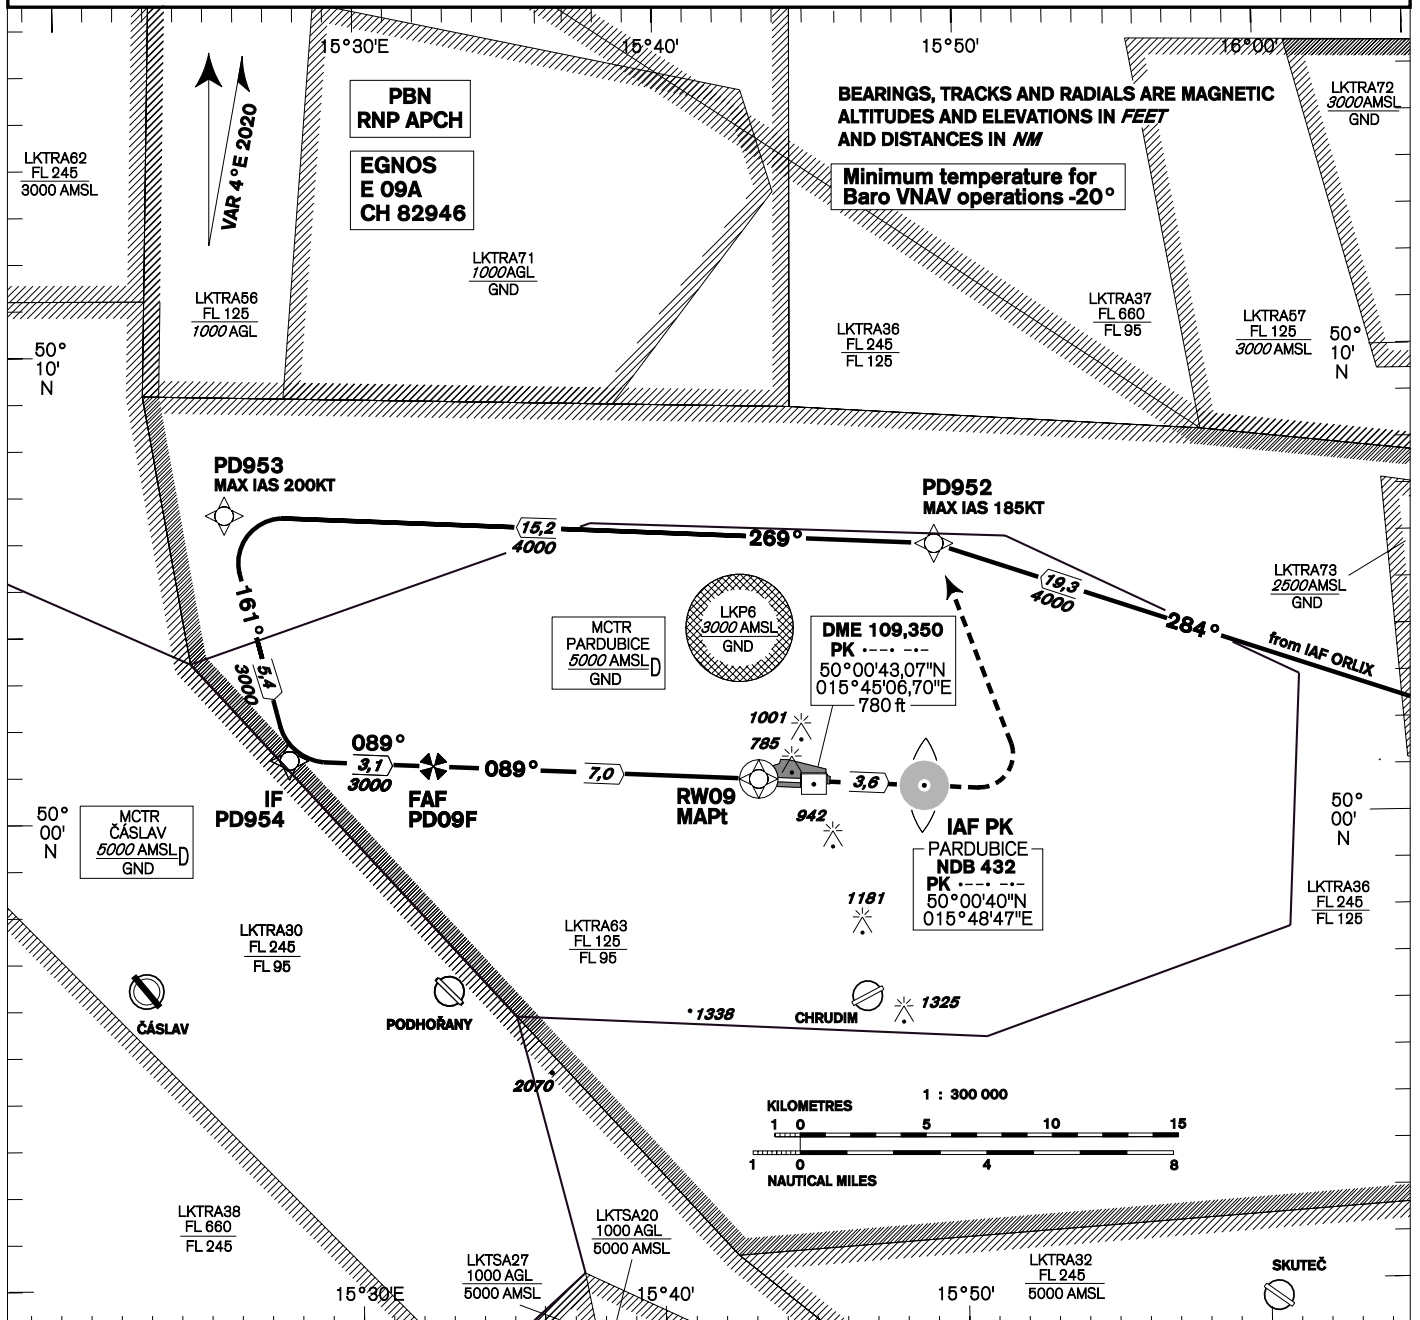 15°30'E
15°40'
15°50'
16°00'
PBN
RNP APCH
EGNOS
E 09A
CH 82946
VAR 4°E 2020
BEARINGS, TRACKS AND RADIALS ARE MAGNETIC
ALTITUDES AND ELEVATIONS IN FEET
AND DISTANCES IN NM
Minimum temperature for
Baro VNAV operations -20°
LKTRA72
3000AMSL
GND
LKTRA62
FL 245
3000 AMSL
LKTRA71
1000AGL
GND
LKTRA56
FL 125
1000 AGL
LKTRA36
FL 245
FL 125
LKTRA37
FL 660
FL 95
LKTRA57
FL 125
3000 AMSL
50°
10'
N
50°
10'
N
PD953
MAX IAS 200KT
PD952
MAX IAS 185KT
15,2
4000
269°
19,3
4000
284°
from IAF ORLIX
LKTRA73
2500AMSL
GND
161°
5,4
3000
MCTR
PARDUBICE
5000 AMSL D
GND
LKP6
3000 AMSL
GND
DME 109,350
PK ·--· -·-
50°00'43,07"N
015°45'06,70"E
780 ft
1001
785
089°
3,1
3000
089°
7,0
3,6
IF
PD954
FAF
PD09F
RW09
MAPt
942
IAF PK
PARDUBICE
NDB 432
PK ·--· -·-
50°00'40"N
015°48'47"E
50°
00'
N
50°
00'
N
MCTR
ČÁSLAV
5000 AMSL D
GND
1181
LKTRA36
FL 245
FL 125
LKTRA30
FL 245
FL 95
LKTRA63
FL 125
FL 95
ČÁSLAV
PODHOŘANY
1338
CHRUDIM
1325
2070
1 : 300 000
KILOMETRES
1 0 5 10 15
1 0 4 8
NAUTICAL MILES
LKTRA38
FL 660
FL 245
LKTSA20
1000 AGL
5000 AMSL
LKTSA27
1000 AGL
5000 AMSL
LKTRA32
FL 245
5000 AMSL
SKUTEČ
15°30'E
15°40'
15°50'